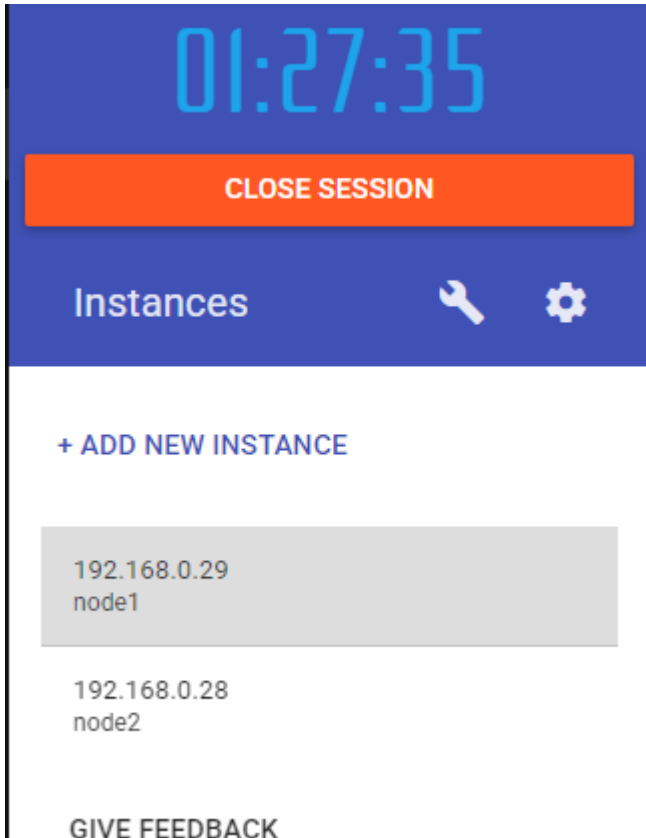 01:27:35
CLOSE SESSION
Instances
+ ADD NEW INSTANCE
192.168.0.29
node1
192.168.0.28
node2
GIVE FEEDBACK